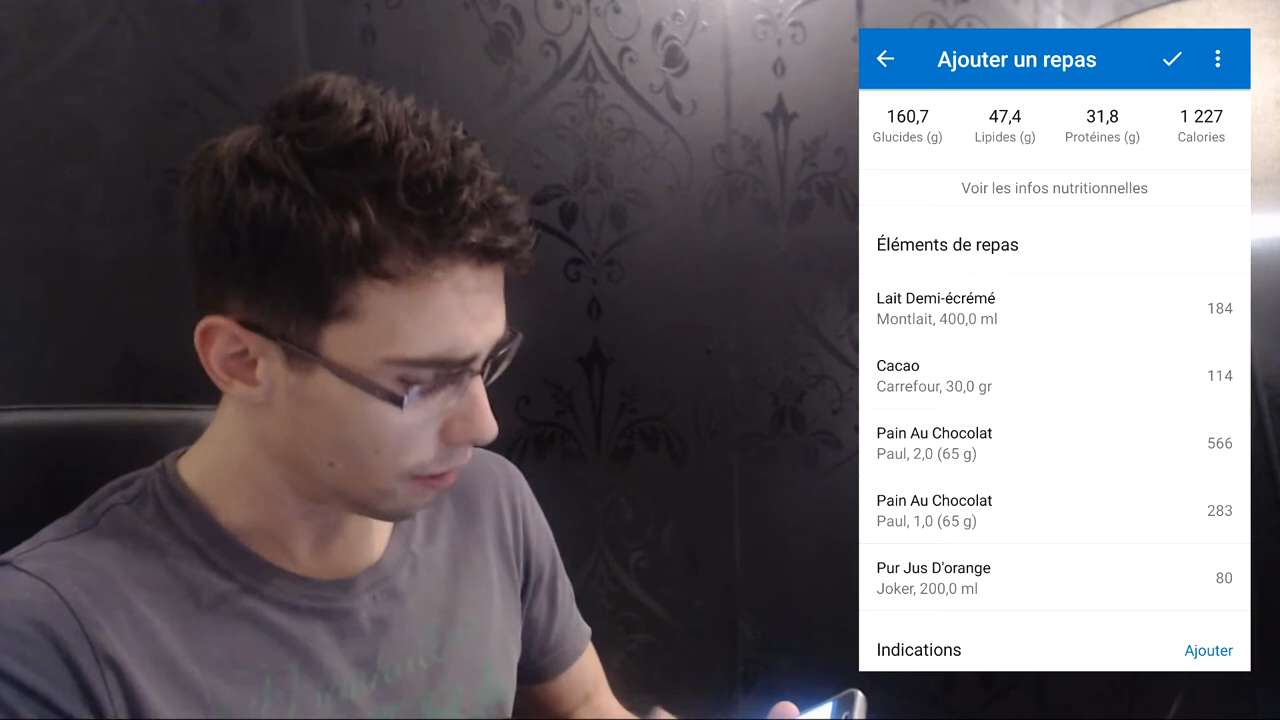 Ajouter un repas
160,7 47,4 31,8 1 227
Glucides (g) Lipides (g) Protéines (g) Calories
Voir les infos nutritionnelles
Éléments de repas
Lait Demi-écrémé
Montlait, 400,0 ml 184
Cacao
Carrefour, 30,0 gr 114
Pain Au Chocolat
Paul, 2,0 (65 g) 566
Pain Au Chocolat
Paul, 1,0 (65 g) 283
Pur Jus D'orange
Joker, 200,0 ml 80
Indications Ajouter